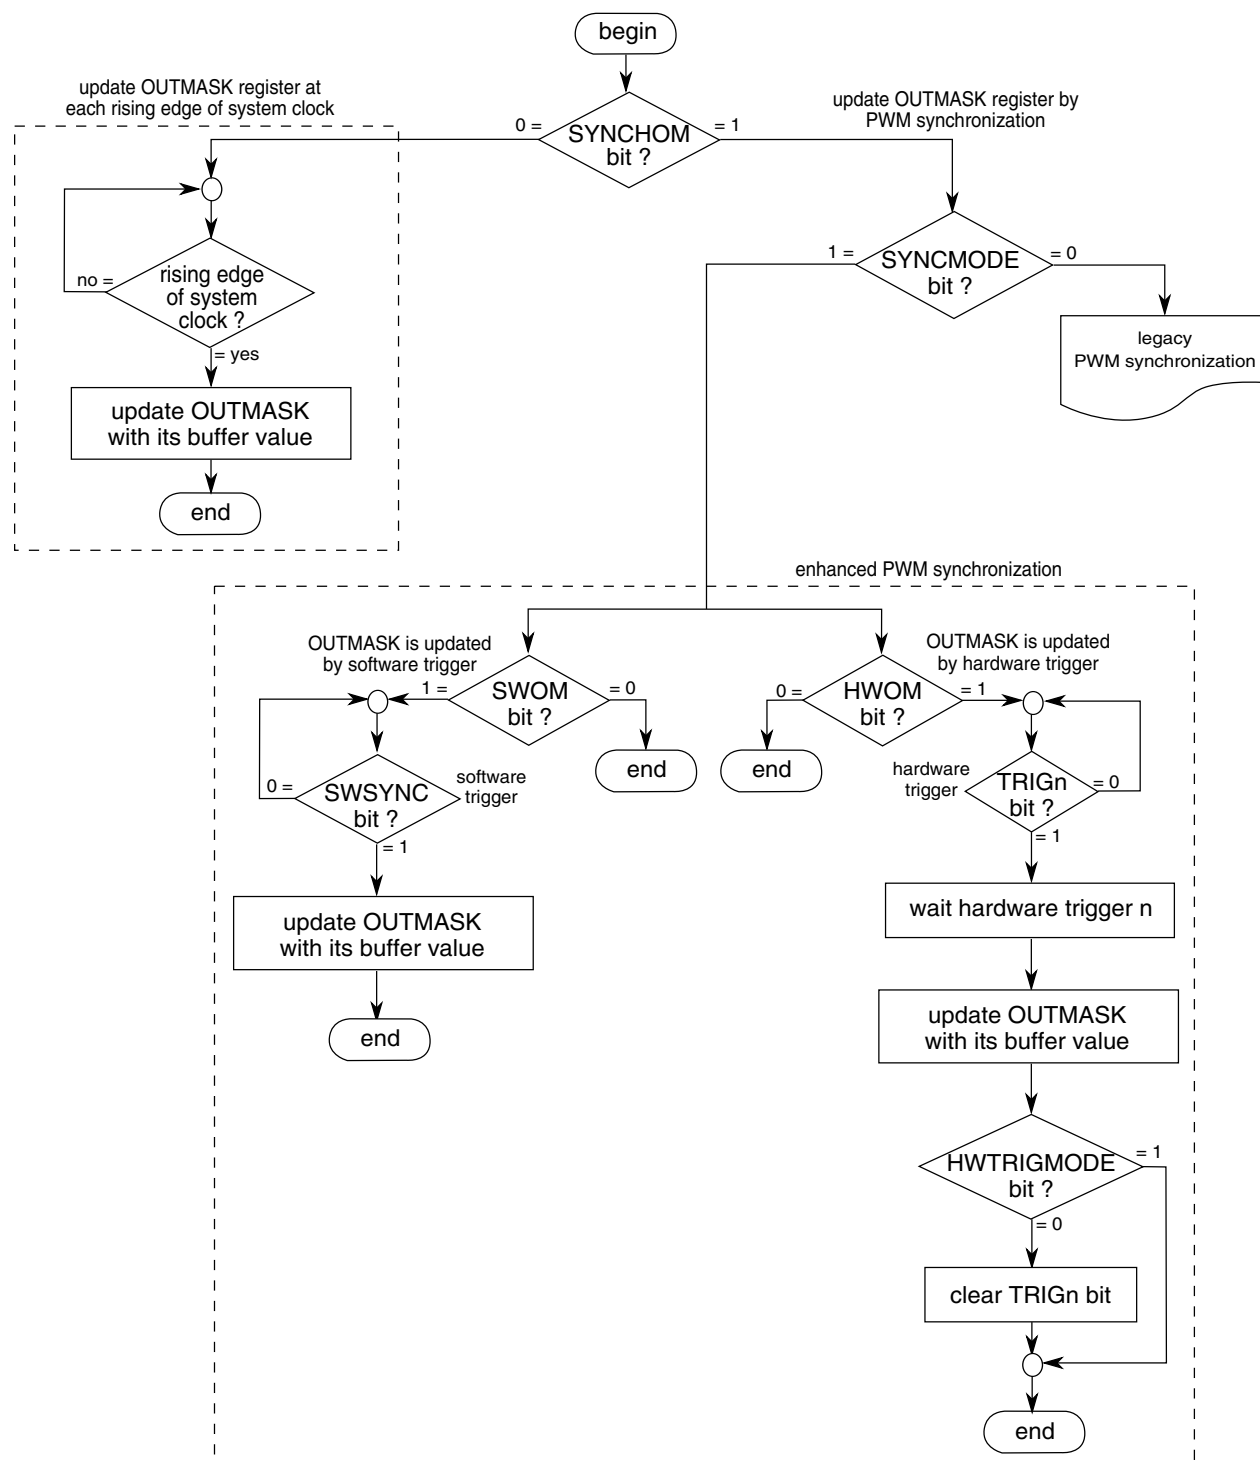 begin
update OUTMASK register at
each rising edge of system clock
update OUTMASK register by
PWM synchronization
0 =
SYNCHOM
bit ?
= 1
1 =
SYNCMODE
bit ?
= 0
no =
rising edge
of system
clock ?
= yes
legacy
PWM synchronization
update OUTMASK
with its buffer value
end
enhanced PWM synchronization
OUTMASK is updated
by software trigger
OUTMASK is updated
by hardware trigger
1 =
SWOM
bit ?
= 0
0 =
HWOM
bit ?
= 1
end
end
0 =
SWSYNC
bit ?
software
trigger
= 1
hardware
trigger
TRIGn
bit ?
= 0
= 1
update OUTMASK
with its buffer value
end
wait hardware trigger n
update OUTMASK
with its buffer value
HWTRIGMODE
bit ?
= 1
= 0
clear TRIGn bit
end